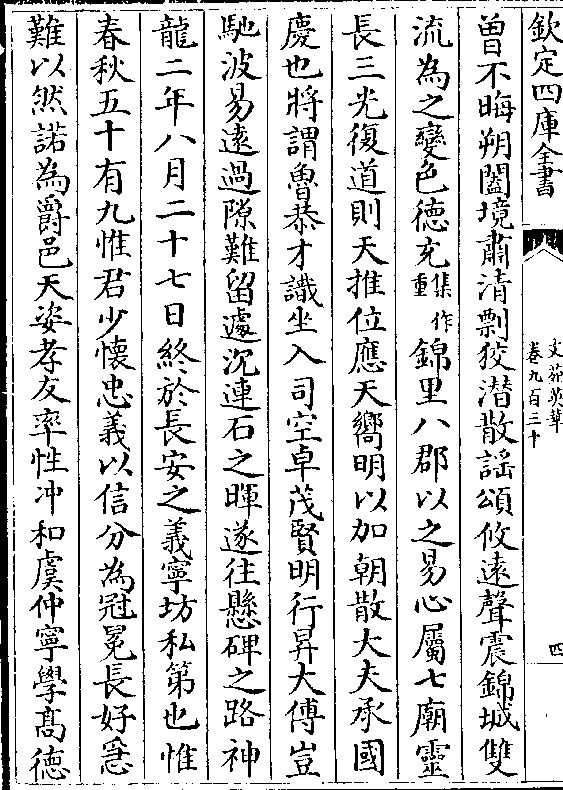 欽定四庫全書
文苑英華
卷九百三十
四
曽不晦朔闔境肅清剽狡潜散謡頌攸逺聲震錦城雙
流為之變色德充集作重錦里八郡以之易心屬七廟靈
長三光復道則天推位應天嚮明以加朝散大夫承國
慶也將謂魯恭才識坐入司空卓茂賢明行昇大傅豈
馳波易逺過隙難留遽沉連石之暉遂往懸碑之路神
龍二年八月二十七日終於長安之義寧坊私第也惟
春秋五十有九惟君少懷忠義以信分為冠冕長好
難以然諾為爵邑天姿孝友率性冲和虞仲寧學髙德